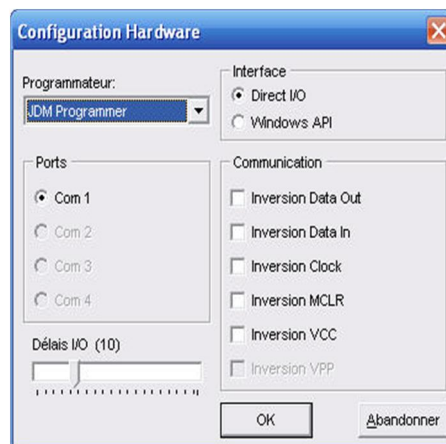 Configuration Hardware
Programmateur:
JDM Programmer
Interface
Direct I/O
Windows API
Ports
Com 1
Com 2
Com 3
Com 4
Communication
Inversion Data Out
Inversion Data In
Inversion Clock
Inversion MCLR
Inversion VCC
Inversion VPP
Délais I/O (10)
OK
Abandonner